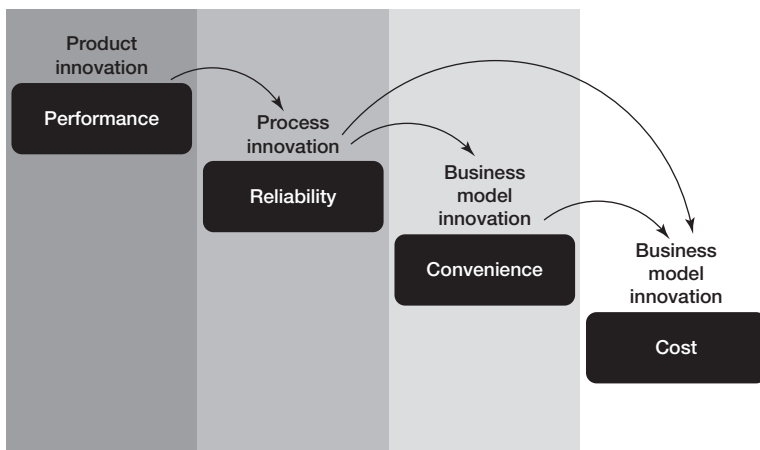 Product
innovation
Performance
Process
innovation
Reliability
Business
model
innovation
Convenience
Business
model
innovation
Cost